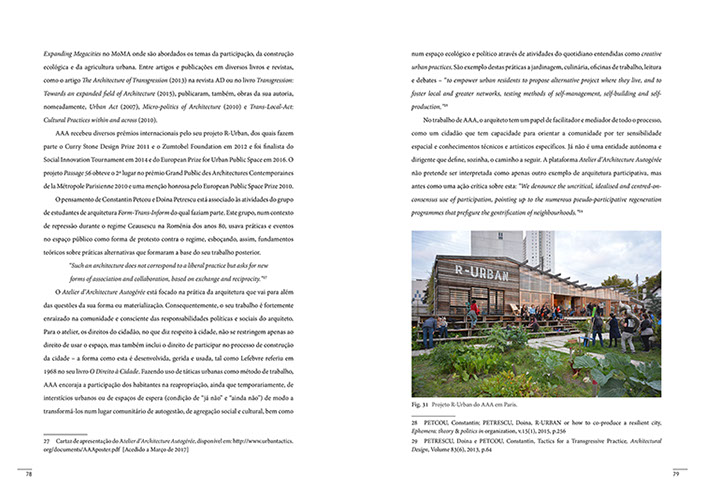 Expanding Megacities no MoMA onde são abordados os temas da participação, da construção
ecológica e da agricultura urbana. Entre artigos e publicações em diversos livros e revistas,
como o artigo The Architecture of Transgression (2013) na revista AD ou no livro Transgression:
Towards an expanded field of Architecture (2015), publicaram, também, obras da sua autoria,
nomeadamente, Urban Act (2007), Micro-politics of Architecture (2010) e Trans-Local-Act:
Cultural Practices within and across (2010).
AAA recebeu diversos prémios internacionais pelo seu projeto R-Urban, dos quais fazem
parte o Curry Stone Design Prize 2011 e o Zumtobel Foundation em 2012 e foi finalista do
Social Innovation Tournament em 2014 e do European Prize for Urban Public Space em 2016. O
projeto Passage 56 obteve o 2º lugar no prémio Grand Public des Architectures Contemporaines
de la Métropole Parisienne 2010 e uma menção honrosa pelo European Public Space Prize 2010.
O pensamento de Constantin Petcou e Doina Petrescu está associado às atividades do grupo
de estudantes de arquitetura Form-Trans-Inform do qual faziam parte. Este grupo, num contexto
de repressão durante o regime Ceausescu na Roménia dos anos 80, usava práticas e eventos
no espaço público como forma de protesto contra o regime, esboçando, assim, fundamentos
teóricos sobre práticas alternativas que formaram a base do seu trabalho posterior.
"Such an architecture does not correspond to a liberal practice but asks for new
forms of association and collaboration, based on exchange and reciprocity."27
O Atelier d'Architecture Autogérée está focado na prática da arquitetura que vai para além
das questões da sua forma ou materialização. Consequentemente, o seu trabalho é fortemente
enraizado na comunidade e consciente das responsabilidades políticas e sociais do arquiteto.
Para o atelier, os direitos do cidadão, no que diz respeito à cidade, não se restringem apenas ao
direito de usar o espaço, mas também inclui o direito de participar no processo de construção
da cidade – a forma como esta é desenvolvida, gerida e usada, tal como Lefebvre referiu em
1968 no seu livro O Direito à Cidade. Fazendo uso de táticas urbanas como método de trabalho,
AAA encoraja a participação dos habitantes na reapropriação, ainda que temporariamente, de
interstícios urbanos ou de espaços de espera (condição de "já não" e "ainda não") de modo a
transformá-los num lugar comunitário de autogestão, de agregação social e cultural, bem como
27 Cartaz de apresentação do Atelier d'Architecture Autogérée, disponível em: http://www.urbantactics.
org/documents/AAAposter.pdf [Acedido a Março de 2017]
78
num espaço ecológico e político através de atividades do quotidiano entendidas como creative
urban practices. São exemplo destas práticas a jardinagem, culinária, oficinas de trabalho, leitura
e debates – "to empower urban residents to propose alternative project where they live, and to
foster local and greater networks, testing methods of self-management, self-building and self-
production."28
No trabalho de AAA, o arquiteto tem um papel de facilitador e mediador de todo o processo,
como um cidadão que tem capacidade para orientar a comunidade por ter sensibilidade
espacial e conhecimentos técnicos e artísticos específicos. Já não é uma entidade autónoma e
dirigente que define, sozinha, o caminho a seguir. A plataforma Atelier d'Architecture Autogérée
não pretende ser interpretada como apenas outro exemplo de arquitetura participativa, mas
antes como uma ação crítica sobre esta: "We denounce the uncritical, idealised and centred-on-
consensus use of participation, pointing up to the numerous pseudo-participative regeneration
programmes that prefigure the gentrification of neighbourhoods."29
R-URBAN
Fig. 31 Projeto R-Urban do AAA em Paris.
28 PETCOU, Constantin; PETRESCU, Doina, R-URBAN or how to co-produce a resilient city,
Ephemera: theory & politics in organization, v.15(1), 2015, p.256
29 PETRESCU, Doina e PETCOU, Constantin, Tactics for a Transgressive Practice, Architectural
Design, Volume 83(6), 2013, p.64
79